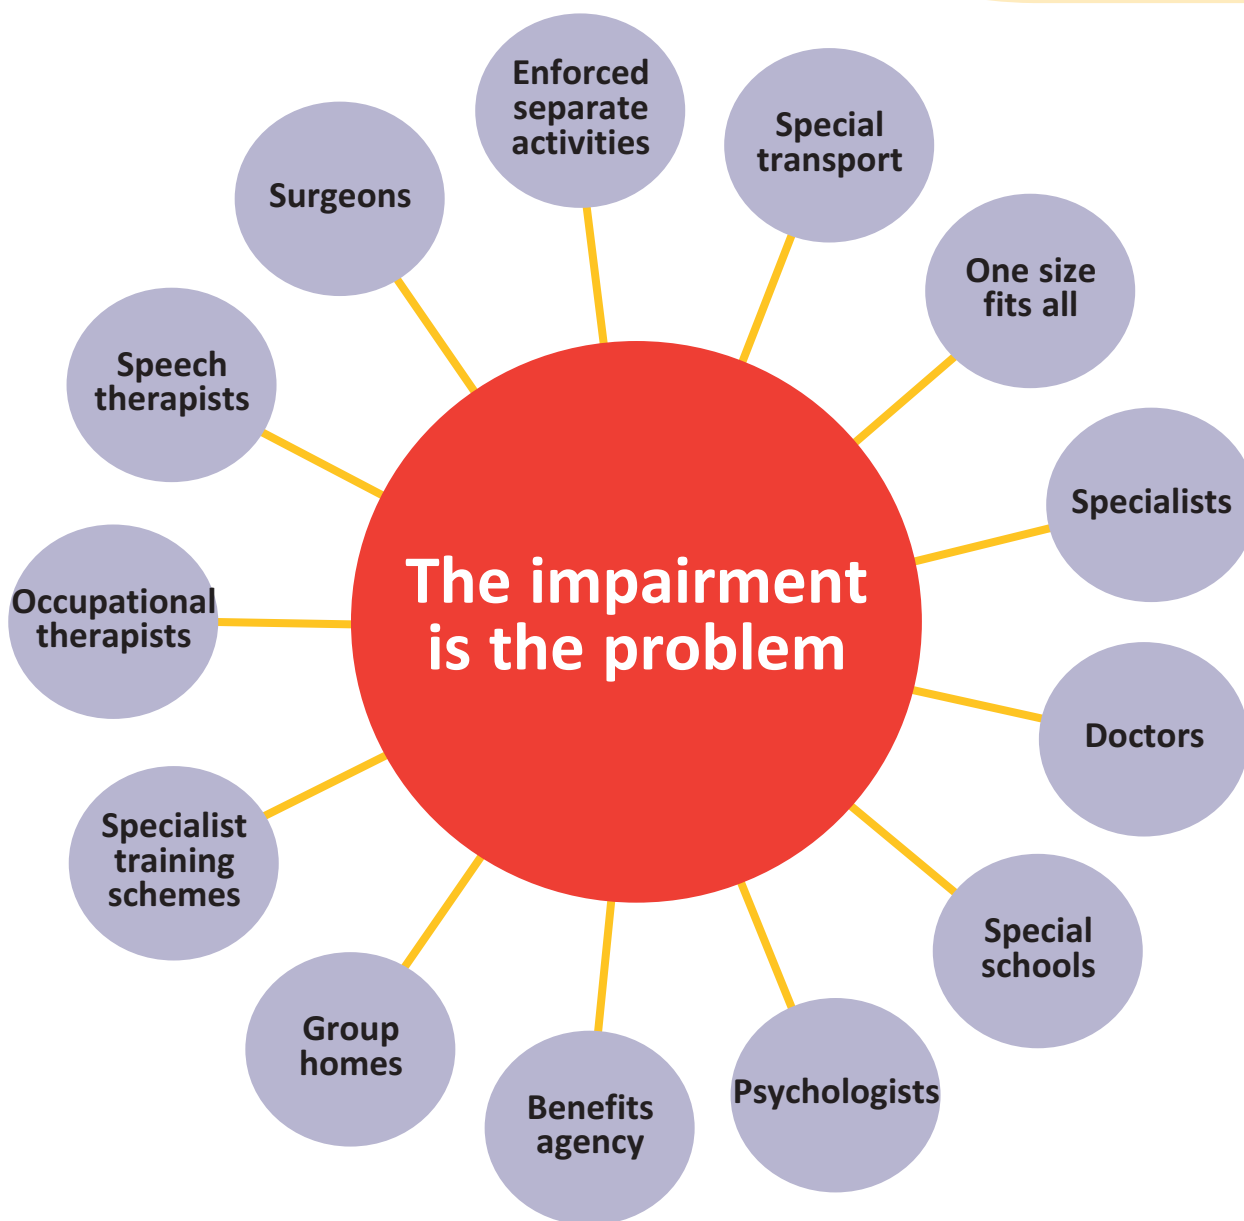 Enforced
separate
activities
Special
transport
One size
fits all
Specialists
Doctors
Special
schools
Psychologists
Benefits
agency
Group
homes
Specialist
training
schemes
Occupational
therapists
Speech
therapists
Surgeons
The impairment
is the problem